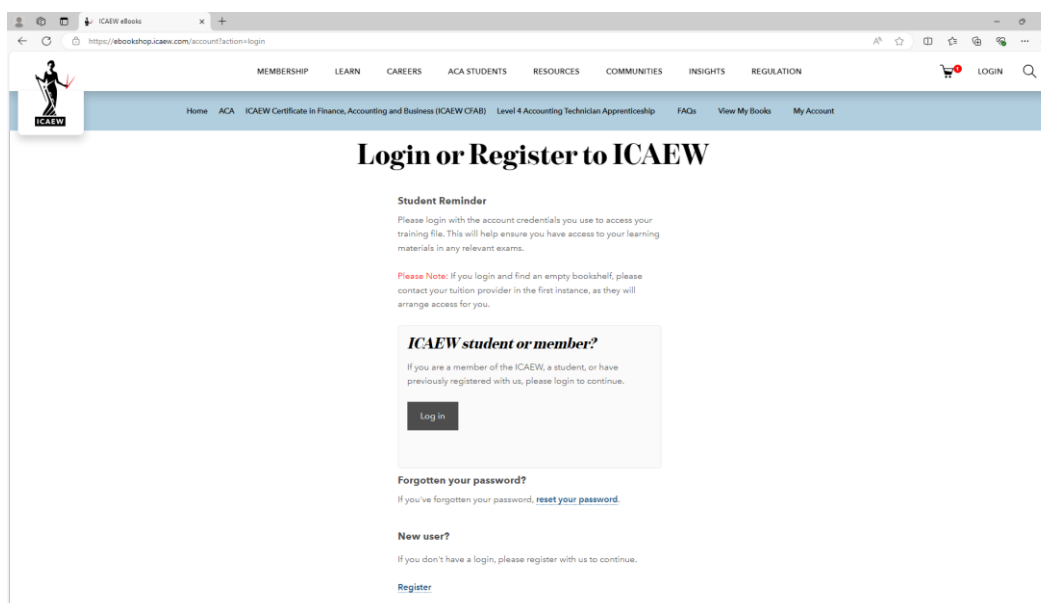 ICAEW eBooks
https://ebookshop.icaew.com/account?action=login
MEMBERSHIP LEARN CAREERS ACA STUDENTS RESOURCES COMMUNITIES INSIGHTS REGULATION LOGIN
ICAEW
Home ACA ICAEW Certificate in Finance, Accounting and Business (ICAEW CFAB) Level 4 Accounting Technician Apprenticeship FAQs View My Books My Account
Login or Register to ICAEW
Student Reminder
Please login with the account credentials you use to access your
training file. This will help ensure you have access to your learning
materials in any relevant exams.
Please Note: If you login and find an empty bookshelf, please
contact your tuition provider in the first instance, as they will
arrange access for you.
ICAEW student or member?
If you are a member of the ICAEW, a student, or have
previously registered with us, please login to continue.
Log in
Forgotten your password?
If you've forgotten your password, reset your password.
New user?
If you don't have a login, please register with us to continue.
Register